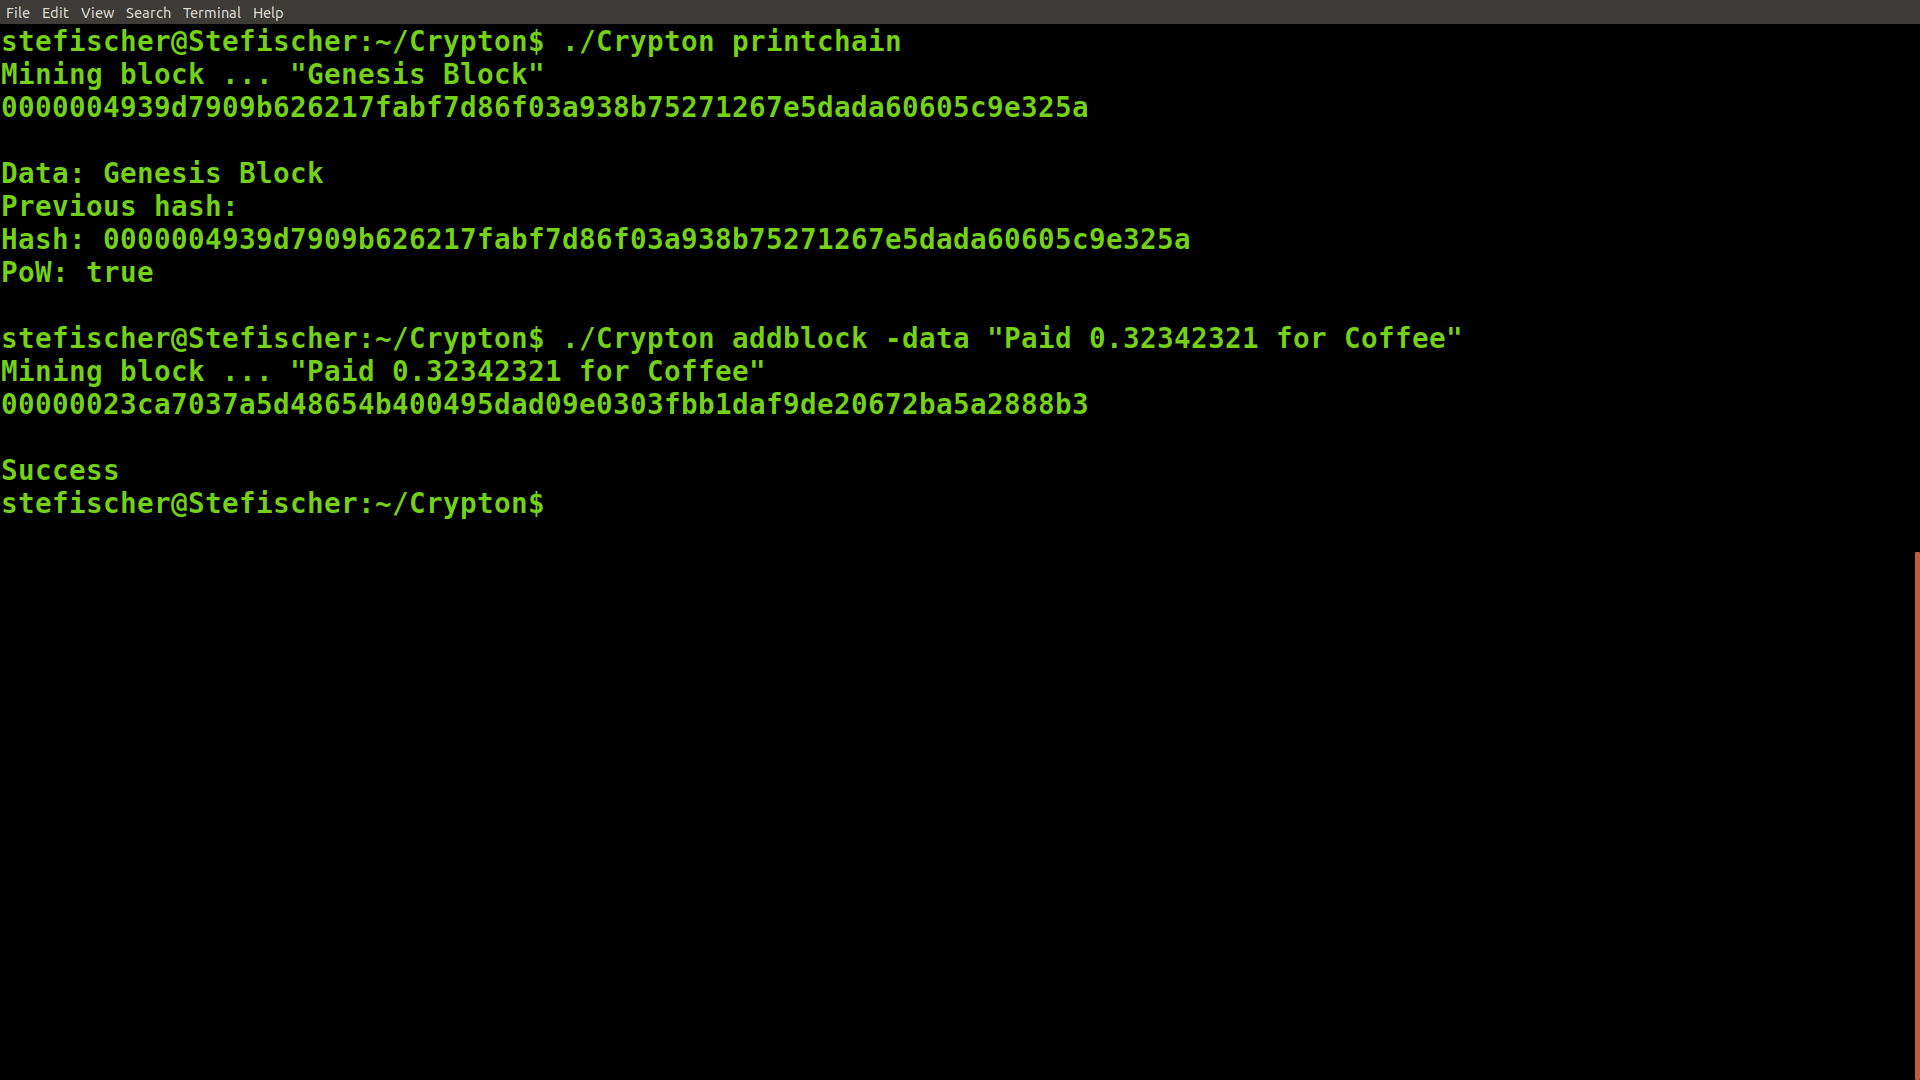 File Edit View Search Terminal Help
stefischer@Stefischer:~/Crypton$ ./Crypton printchain
Mining block ... "Genesis Block"
0000004939d7909b626217fabf7d86f03a938b75271267e5dada60605c9e325a
Data: Genesis Block
Previous hash:
Hash: 0000004939d7909b626217fabf7d86f03a938b75271267e5dada60605c9e325a
PoW: true
stefischer@Stefischer:~/Crypton$ ./Crypton addblock -data "Paid 0.32342321 for Coffee"
Mining block ... "Paid 0.32342321 for Coffee"
00000023ca7037a5d48654b400495dad09e0303fbb1daf9de20672ba5a2888b3
Success
stefischer@Stefischer:~/Crypton$